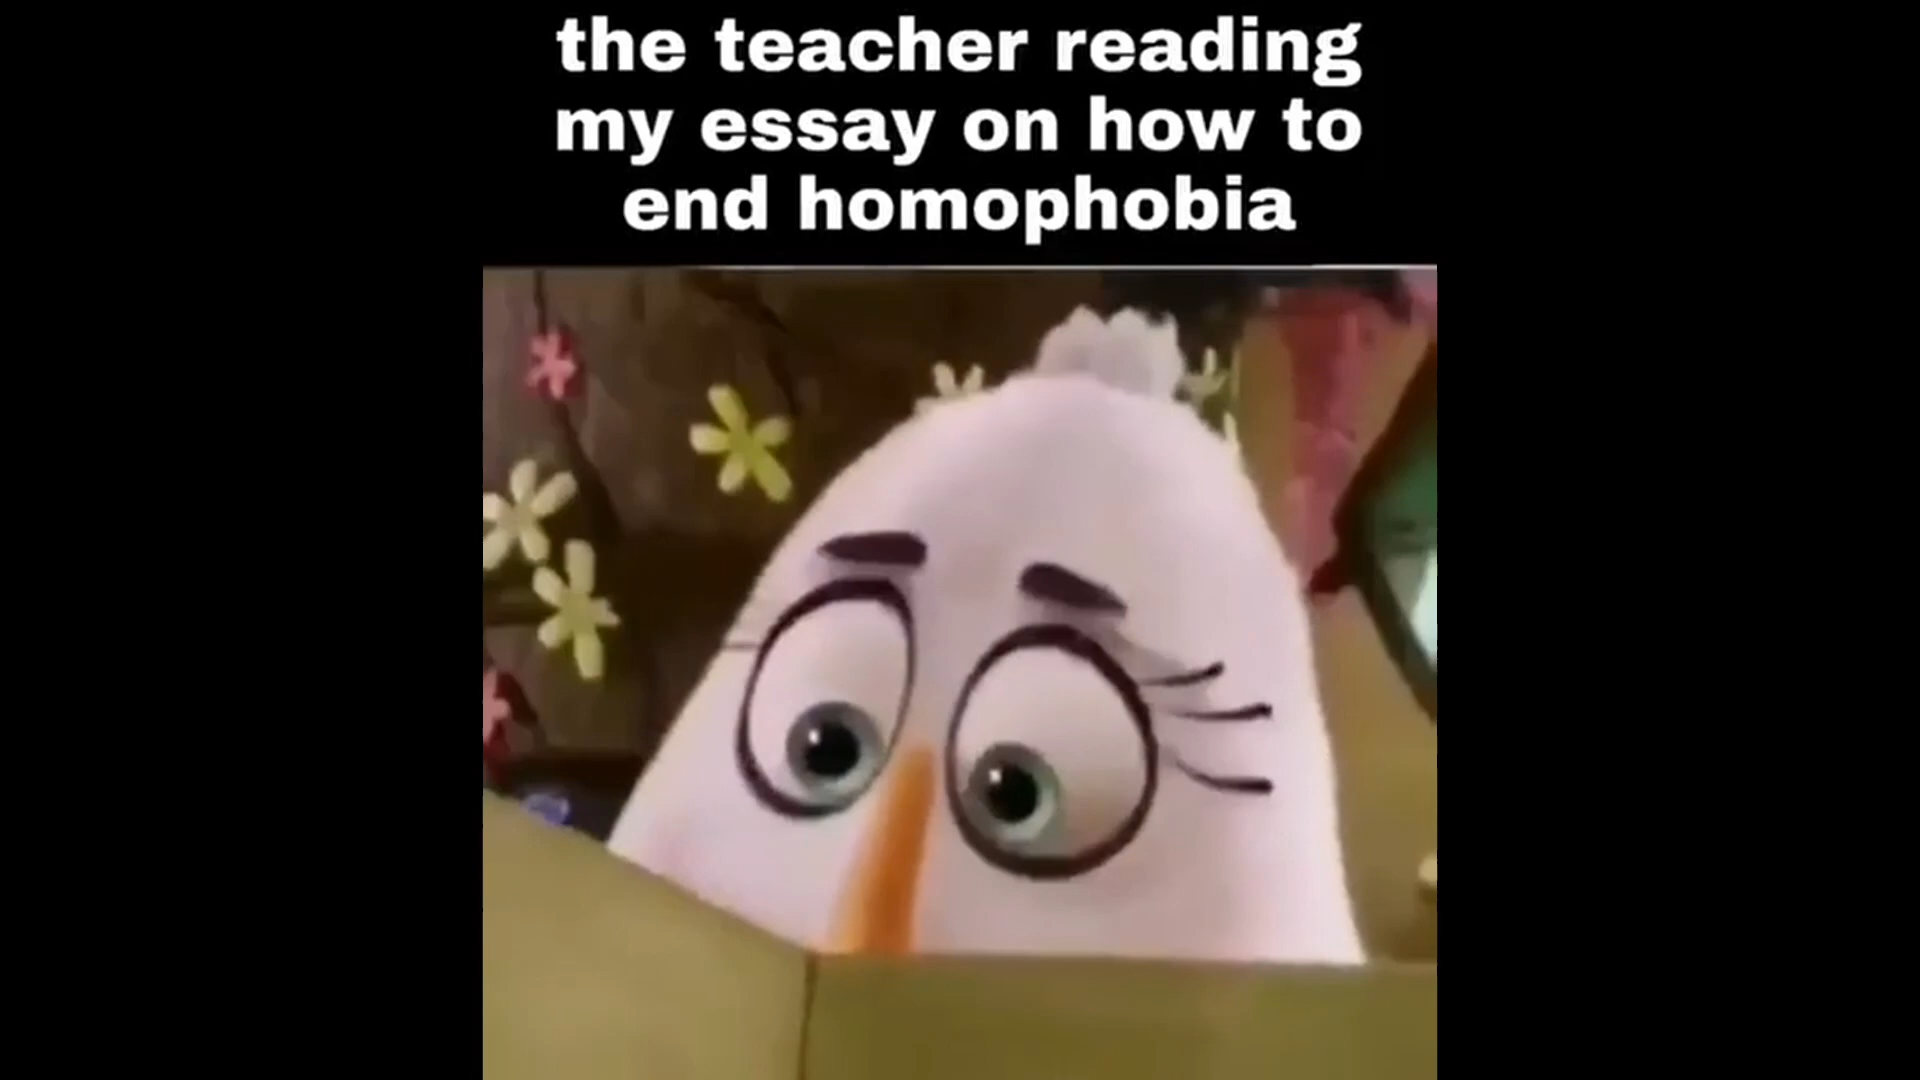 the teacher reading
my essay on how to
end homophobia